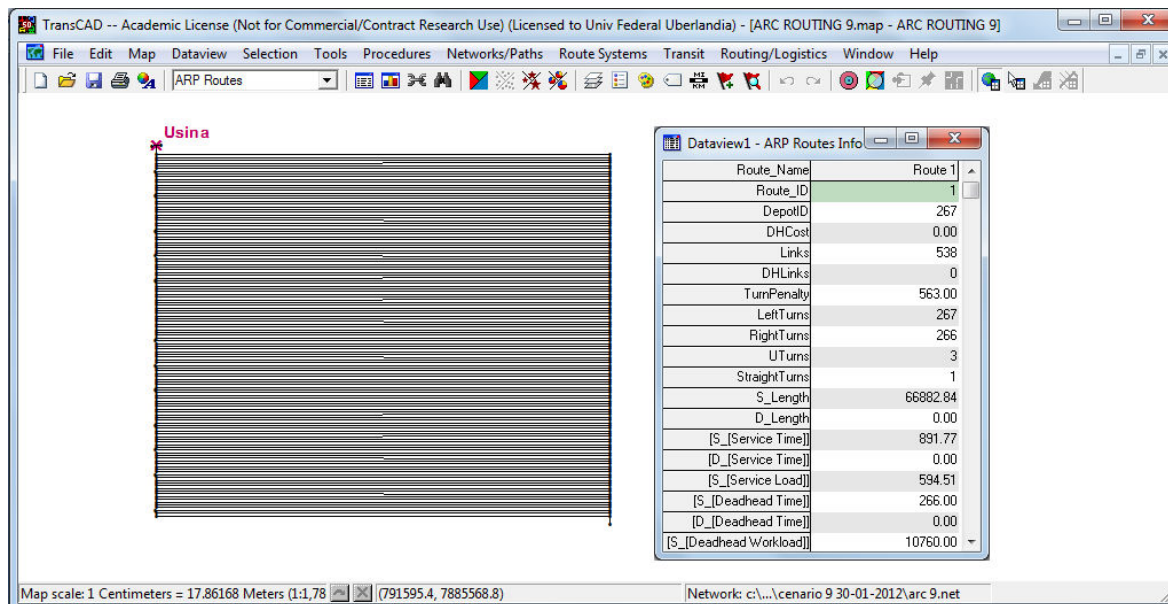 TransCAD -- Academic License (Not for Commercial/Contract Research Use) (Licensed to Univ Federal Uberlandia) - [ARC ROUTING 9.map - ARC ROUTING 9]
File Edit Map Dataview Selection Tools Procedures Networks/Paths Route Systems Transit Routing/Logistics Window Help
ARP Routes
MI KM
Usina
Dataview1 - ARP Routes Info
Route_Name Route 1
Route_ID 1
DepotID 267
DHCost 0.00
Links 538
DHLinks 0
TurnPenalty 563.00
LeftTurns 267
RightTurns 266
UTurns 3
StraightTurns 1
S_Length 66882.84
D_Length 0.00
[S_[Service Time]] 891.77
[D_[Service Time]] 0.00
[S_[Service Load]] 594.51
[S_[Deadhead Time]] 266.00
[D_[Deadhead Time]] 0.00
[S_[Deadhead Workload]] 10760.00
Map scale: 1 Centimeters = 17.86168 Meters (1:1,78 (791595.4, 7885568.8) Network: c:\...\cenario 9 30-01-2012\arc 9.net